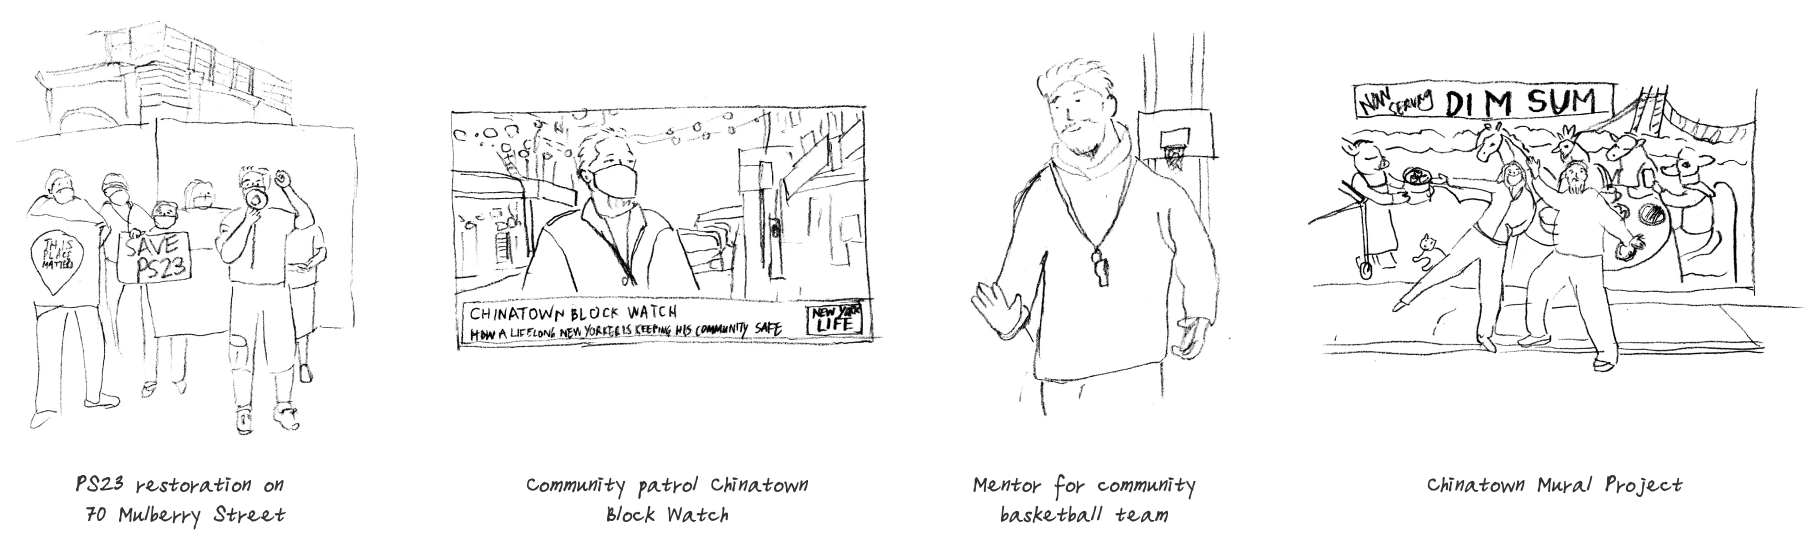 THIS
PLACE
MATTERS
SAVE
PS23
PS23 restoration on
70 Mulberry Street
CHINATOWN BLOCK WATCH
HOW A LIFELONG NEW YORKER IS KEEPING HIS COMMUNITY SAFE
NEW YORK
LIFE
Community patrol Chinatown
Block Watch
Mentor for community
basketball team
NOW
SERVING
DIM SUM
Chinatown Mural Project